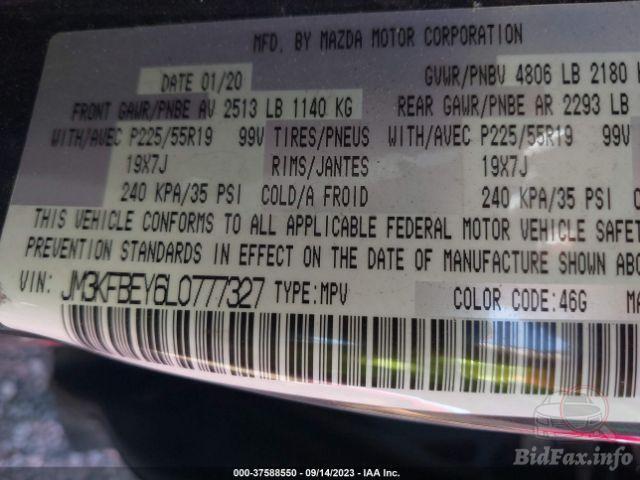 MFD. BY MAZDA MOTOR CORPORATION
DATE 01/20 GVWR/PNBV 4806 LB 2180
FRONT GAWR/PNBE AV 2513 LB 1140 KG REAR GAWR/PNBE AR 2293 LB
WITH/AVEC P225/55R19 99V TIRES/PNEUS WITH/AVEC P225/55R19 99V
19X7J RIMS/JANTES 19X7J
240 KPA/35 PSI COLD/A FROID 240 KPA/35 PSI
THIS VEHICLE CONFORMS TO ALL APPLICABLE FEDERAL MOTOR VEHICLE SAFET
PREVENTION STANDARDS IN EFFECT ON THE DATE OF MANUFACTURE SHOWN ABO
VIN: JM3KFBEY6L0777327 TYPE:MPV COLOR CODE:46G
BidFax.info
000-37588550 - 09/14/2023 - IAA Inc.